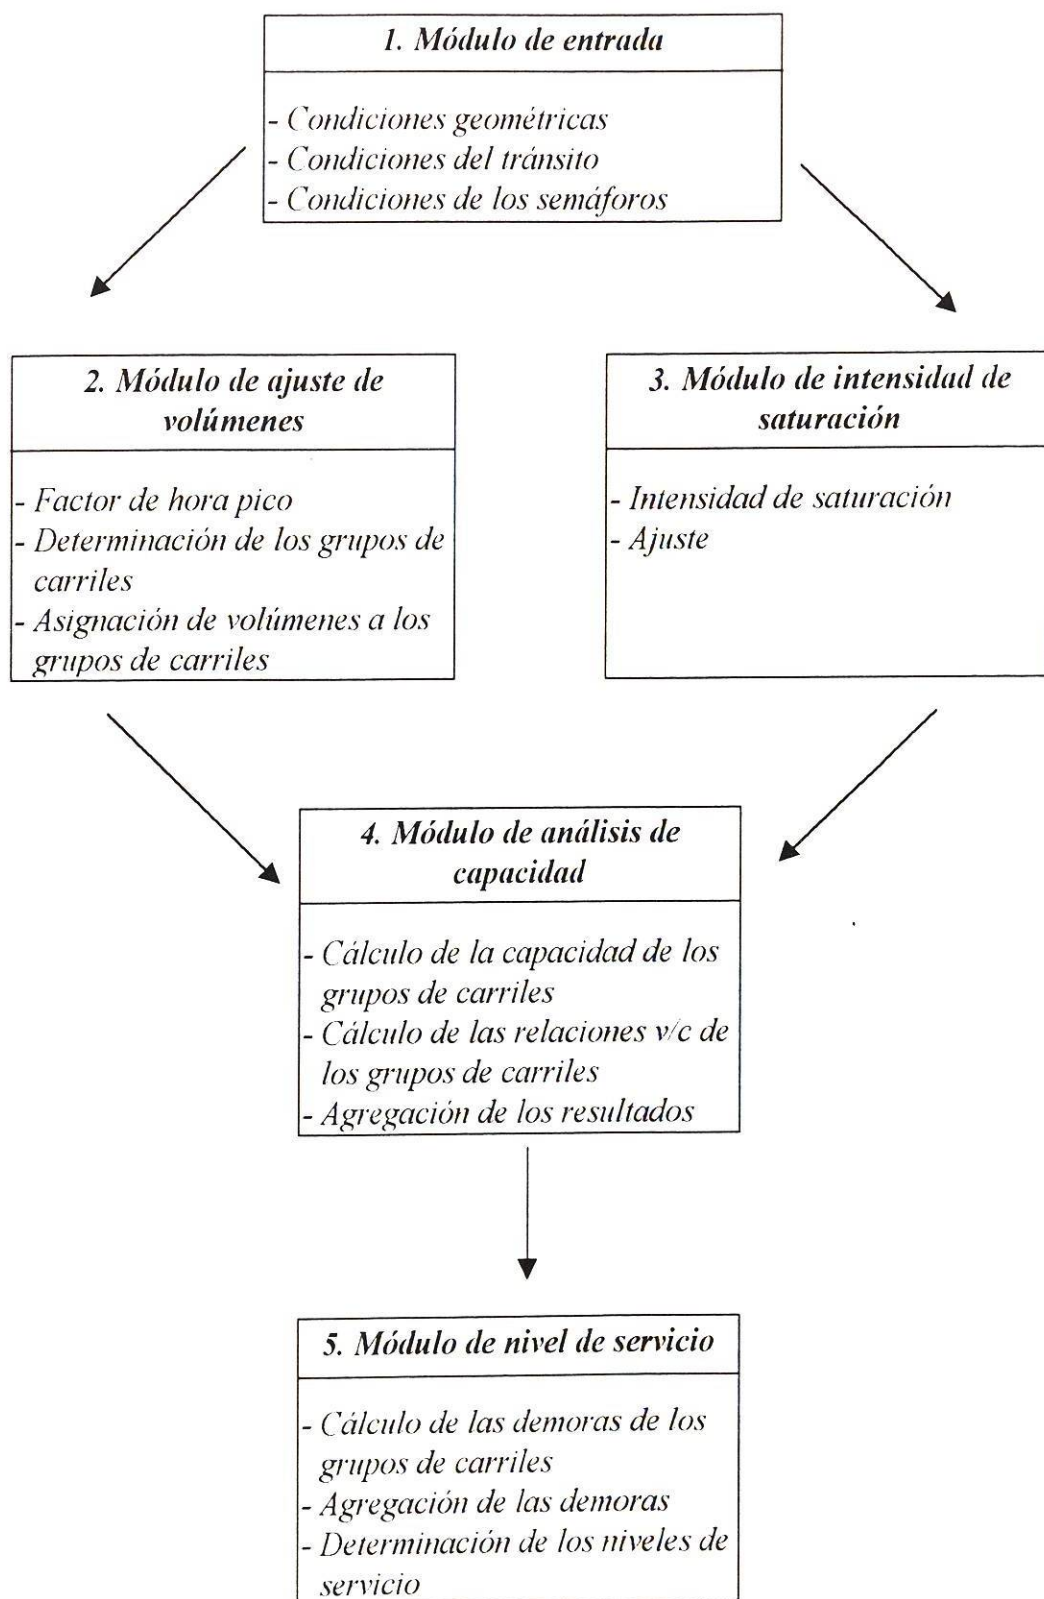 1. Módulo de entrada
- Condiciones geométricas
- Condiciones del tránsito
- Condiciones de los semáforos
2. Módulo de ajuste de
volúmenes
- Factor de hora pico
- Determinación de los grupos de
carriles
- Asignación de volúmenes a los
grupos de carriles
3. Módulo de intensidad de
saturación
- Intensidad de saturación
- Ajuste
4. Módulo de análisis de
capacidad
- Cálculo de la capacidad de los
grupos de carriles
- Cálculo de las relaciones v/c de
los grupos de carriles
- Agregación de los resultados
5. Módulo de nivel de servicio
- Cálculo de las demoras de los
grupos de carriles
- Agregación de las demoras
- Determinación de los niveles de
servicio